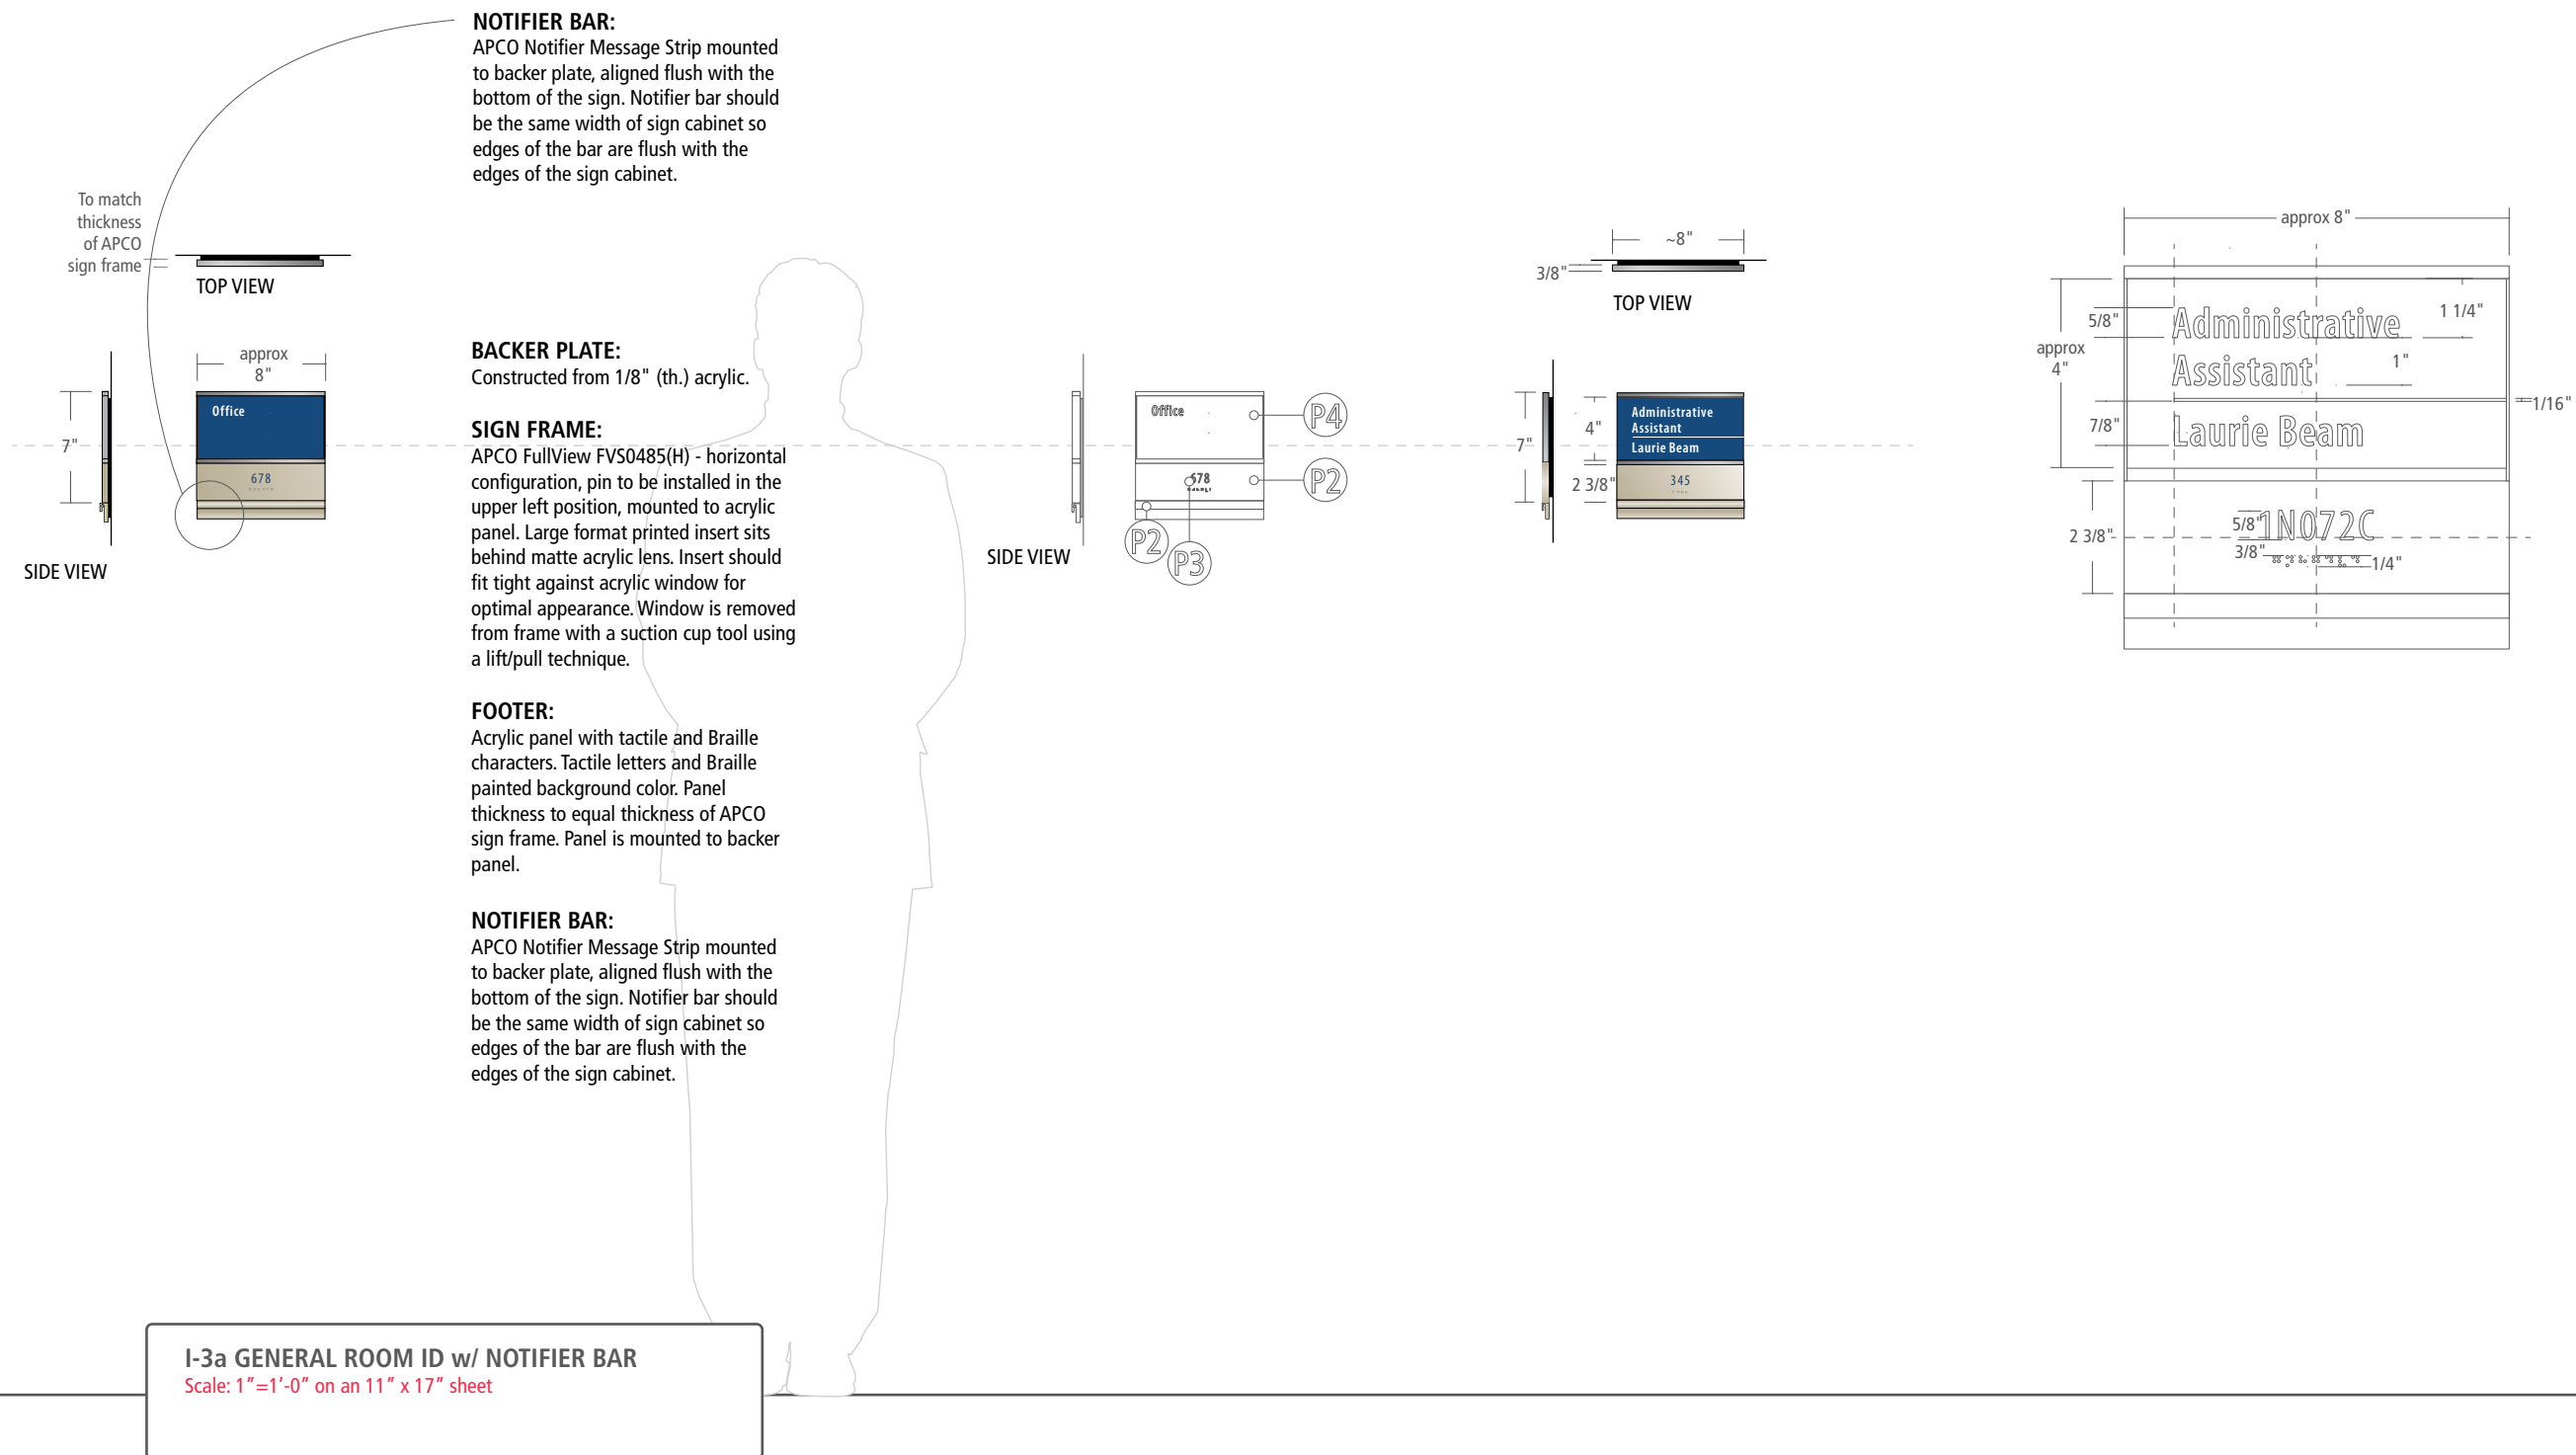 NOTIFIER BAR:
APCO Notifier Message Strip mounted
to backer plate, aligned flush with the
bottom of the sign. Notifier bar should
be the same width of sign cabinet so
edges of the bar are flush with the
edges of the sign cabinet.
To match
thickness
of APCO
sign frame
TOP VIEW
approx
8"
7"
Office
678
SIDE VIEW
BACKER PLATE:
Constructed from 1/8" (th.) acrylic.
SIGN FRAME:
APCO FullView FVS0485(H) - horizontal
configuration, pin to be installed in the
upper left position, mounted to acrylic
panel. Large format printed insert sits
behind matte acrylic lens. Insert should
fit tight against acrylic window for
optimal appearance. Window is removed
from frame with a suction cup tool using
a lift/pull technique.
FOOTER:
Acrylic panel with tactile and Braille
characters. Tactile letters and Braille
painted background color. Panel
thickness to equal thickness of APCO
sign frame. Panel is mounted to backer
panel.
NOTIFIER BAR:
APCO Notifier Message Strip mounted
to backer plate, aligned flush with the
bottom of the sign. Notifier bar should
be the same width of sign cabinet so
edges of the bar are flush with the
edges of the sign cabinet.
SIDE VIEW
Office
678
P4
P2
P2
P3
~8"
3/8"
TOP VIEW
7"
4"
2 3/8"
Administrative
Assistant
Laurie Beam
345
approx 8"
approx
4"
5/8"
7/8"
2 3/8"
Administrative
Assistant
Laurie Beam
1 1/4"
1"
1/16"
5/8"
1N072C
3/8"
1/4"
I-3a GENERAL ROOM ID w/ NOTIFIER BAR
Scale: 1”=1’-0” on an 11” x 17” sheet